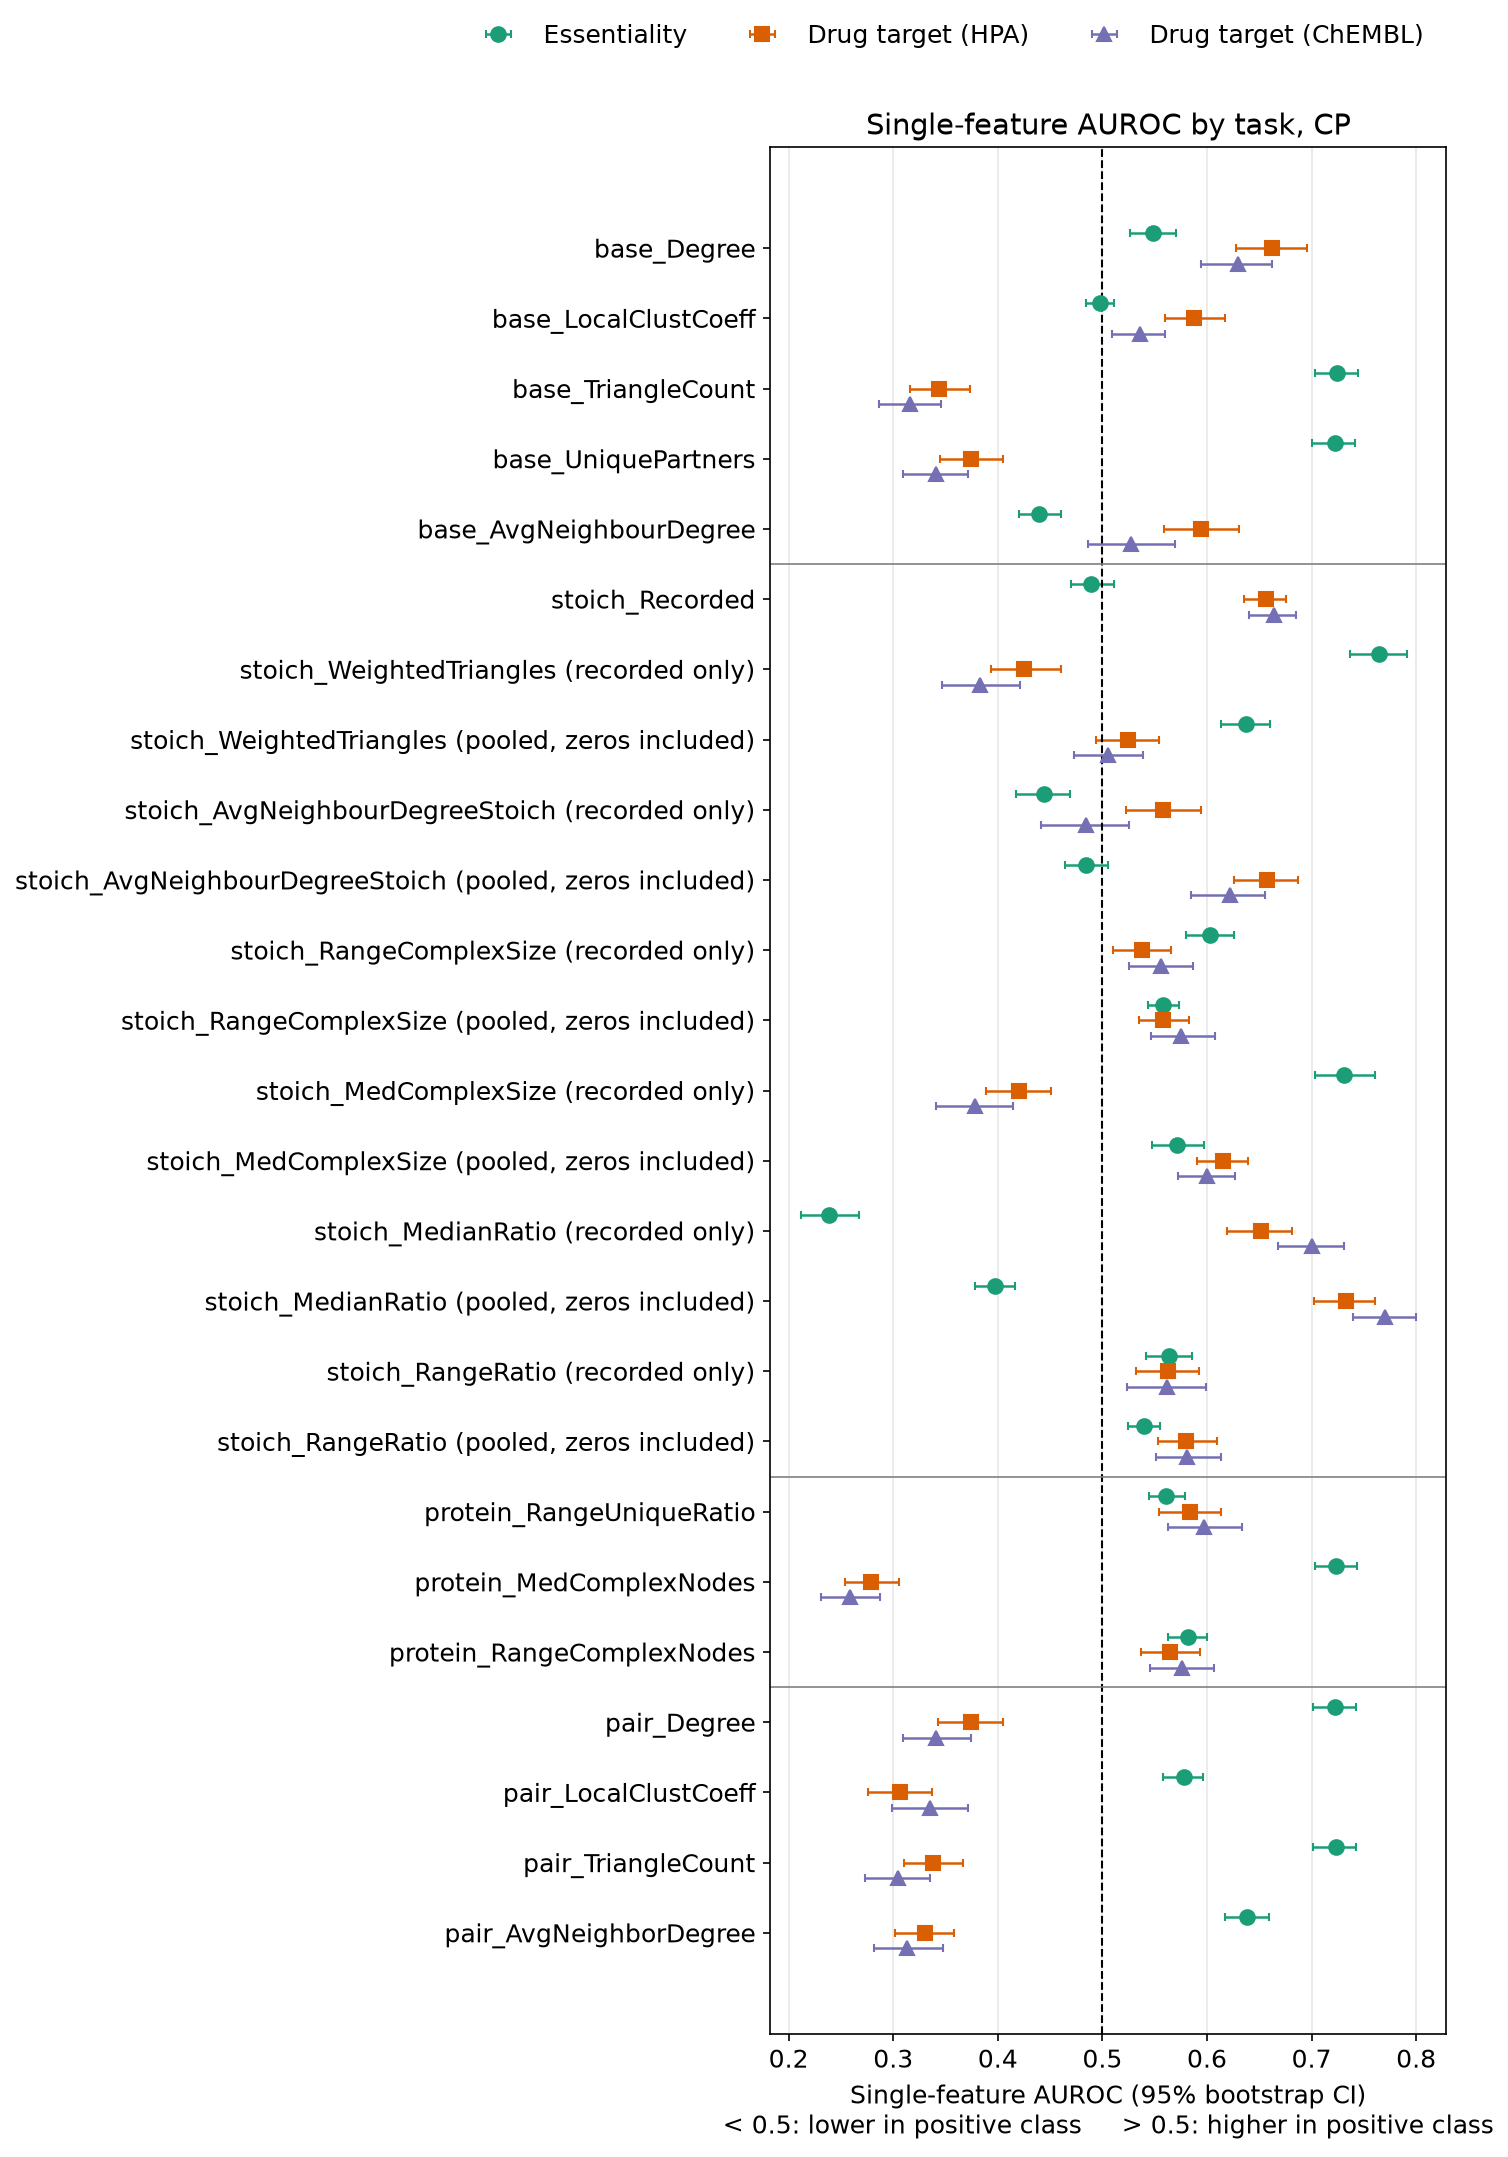 Essentiality
Drug target (HPA)
Drug target (ChEMBL)
Single-feature AUROC by task, CP
base_Degree
base_LocalClustCoeff
base_TriangleCount
base_UniquePartners
base_AvgNeighbourDegree
stoich_Recorded
stoich_WeightedTriangles (recorded only)
stoich_WeightedTriangles (pooled, zeros included)
stoich_AvgNeighbourDegreeStoich (recorded only)
stoich_AvgNeighbourDegreeStoich (pooled, zeros included)
stoich_RangeComplexSize (recorded only)
stoich_RangeComplexSize (pooled, zeros included)
stoich_MedComplexSize (recorded only)
stoich_MedComplexSize (pooled, zeros included)
stoich_MedianRatio (recorded only)
stoich_MedianRatio (pooled, zeros included)
stoich_RangeRatio (recorded only)
stoich_RangeRatio (pooled, zeros included)
protein_RangeUniqueRatio
protein_MedComplexNodes
protein_RangeComplexNodes
pair_Degree
pair_LocalClustCoeff
pair_TriangleCount
pair_AvgNeighborDegree
0.2 0.3 0.4 0.5 0.6 0.7 0.8
Single-feature AUROC (95% bootstrap CI)
< 0.5: lower in positive class > 0.5: higher in positive class